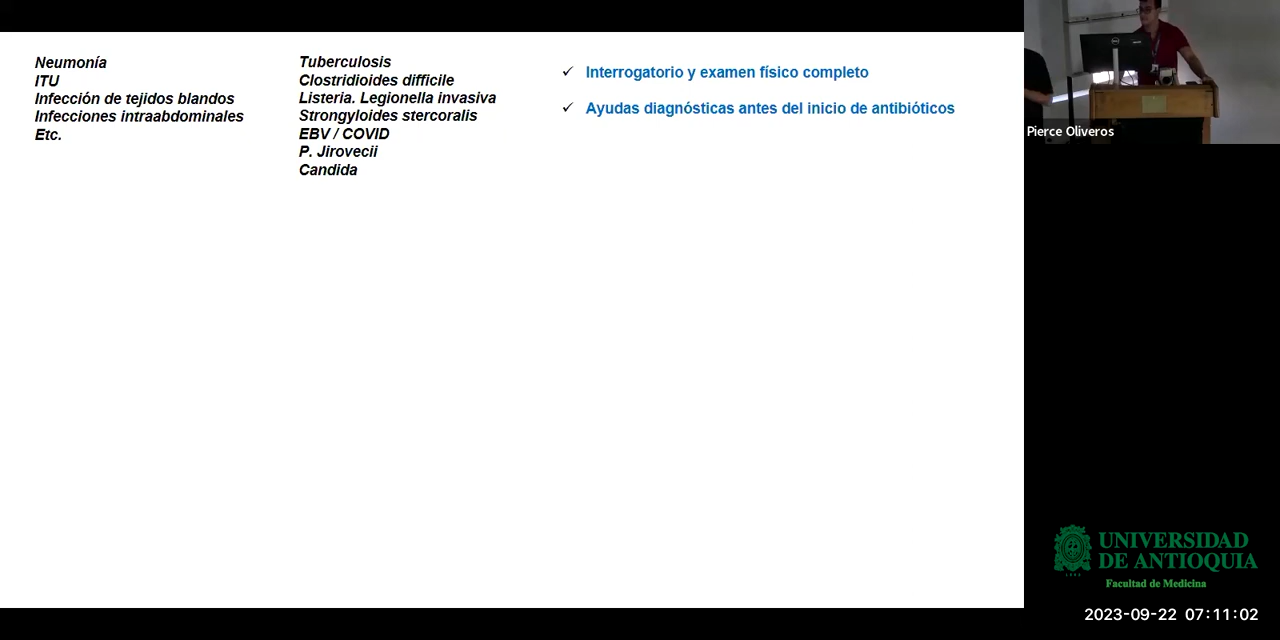 Neumonía
ITU
Infección de tejidos blandos
Infecciones intraabdominales
Etc.
Tuberculosis
Clostridioides difficile
Listeria. Legionella invasiva
Strongyloides stercoralis
EBV / COVID
P. Jirovecii
Candida
✓ Interrogatorio y examen físico completo
✓ Ayudas diagnósticas antes del inicio de antibióticos
Pierce Oliveros
UNIVERSIDAD
DE ANTIOQUIA
Facultad de Medicina
2023-09-22 07:11:02